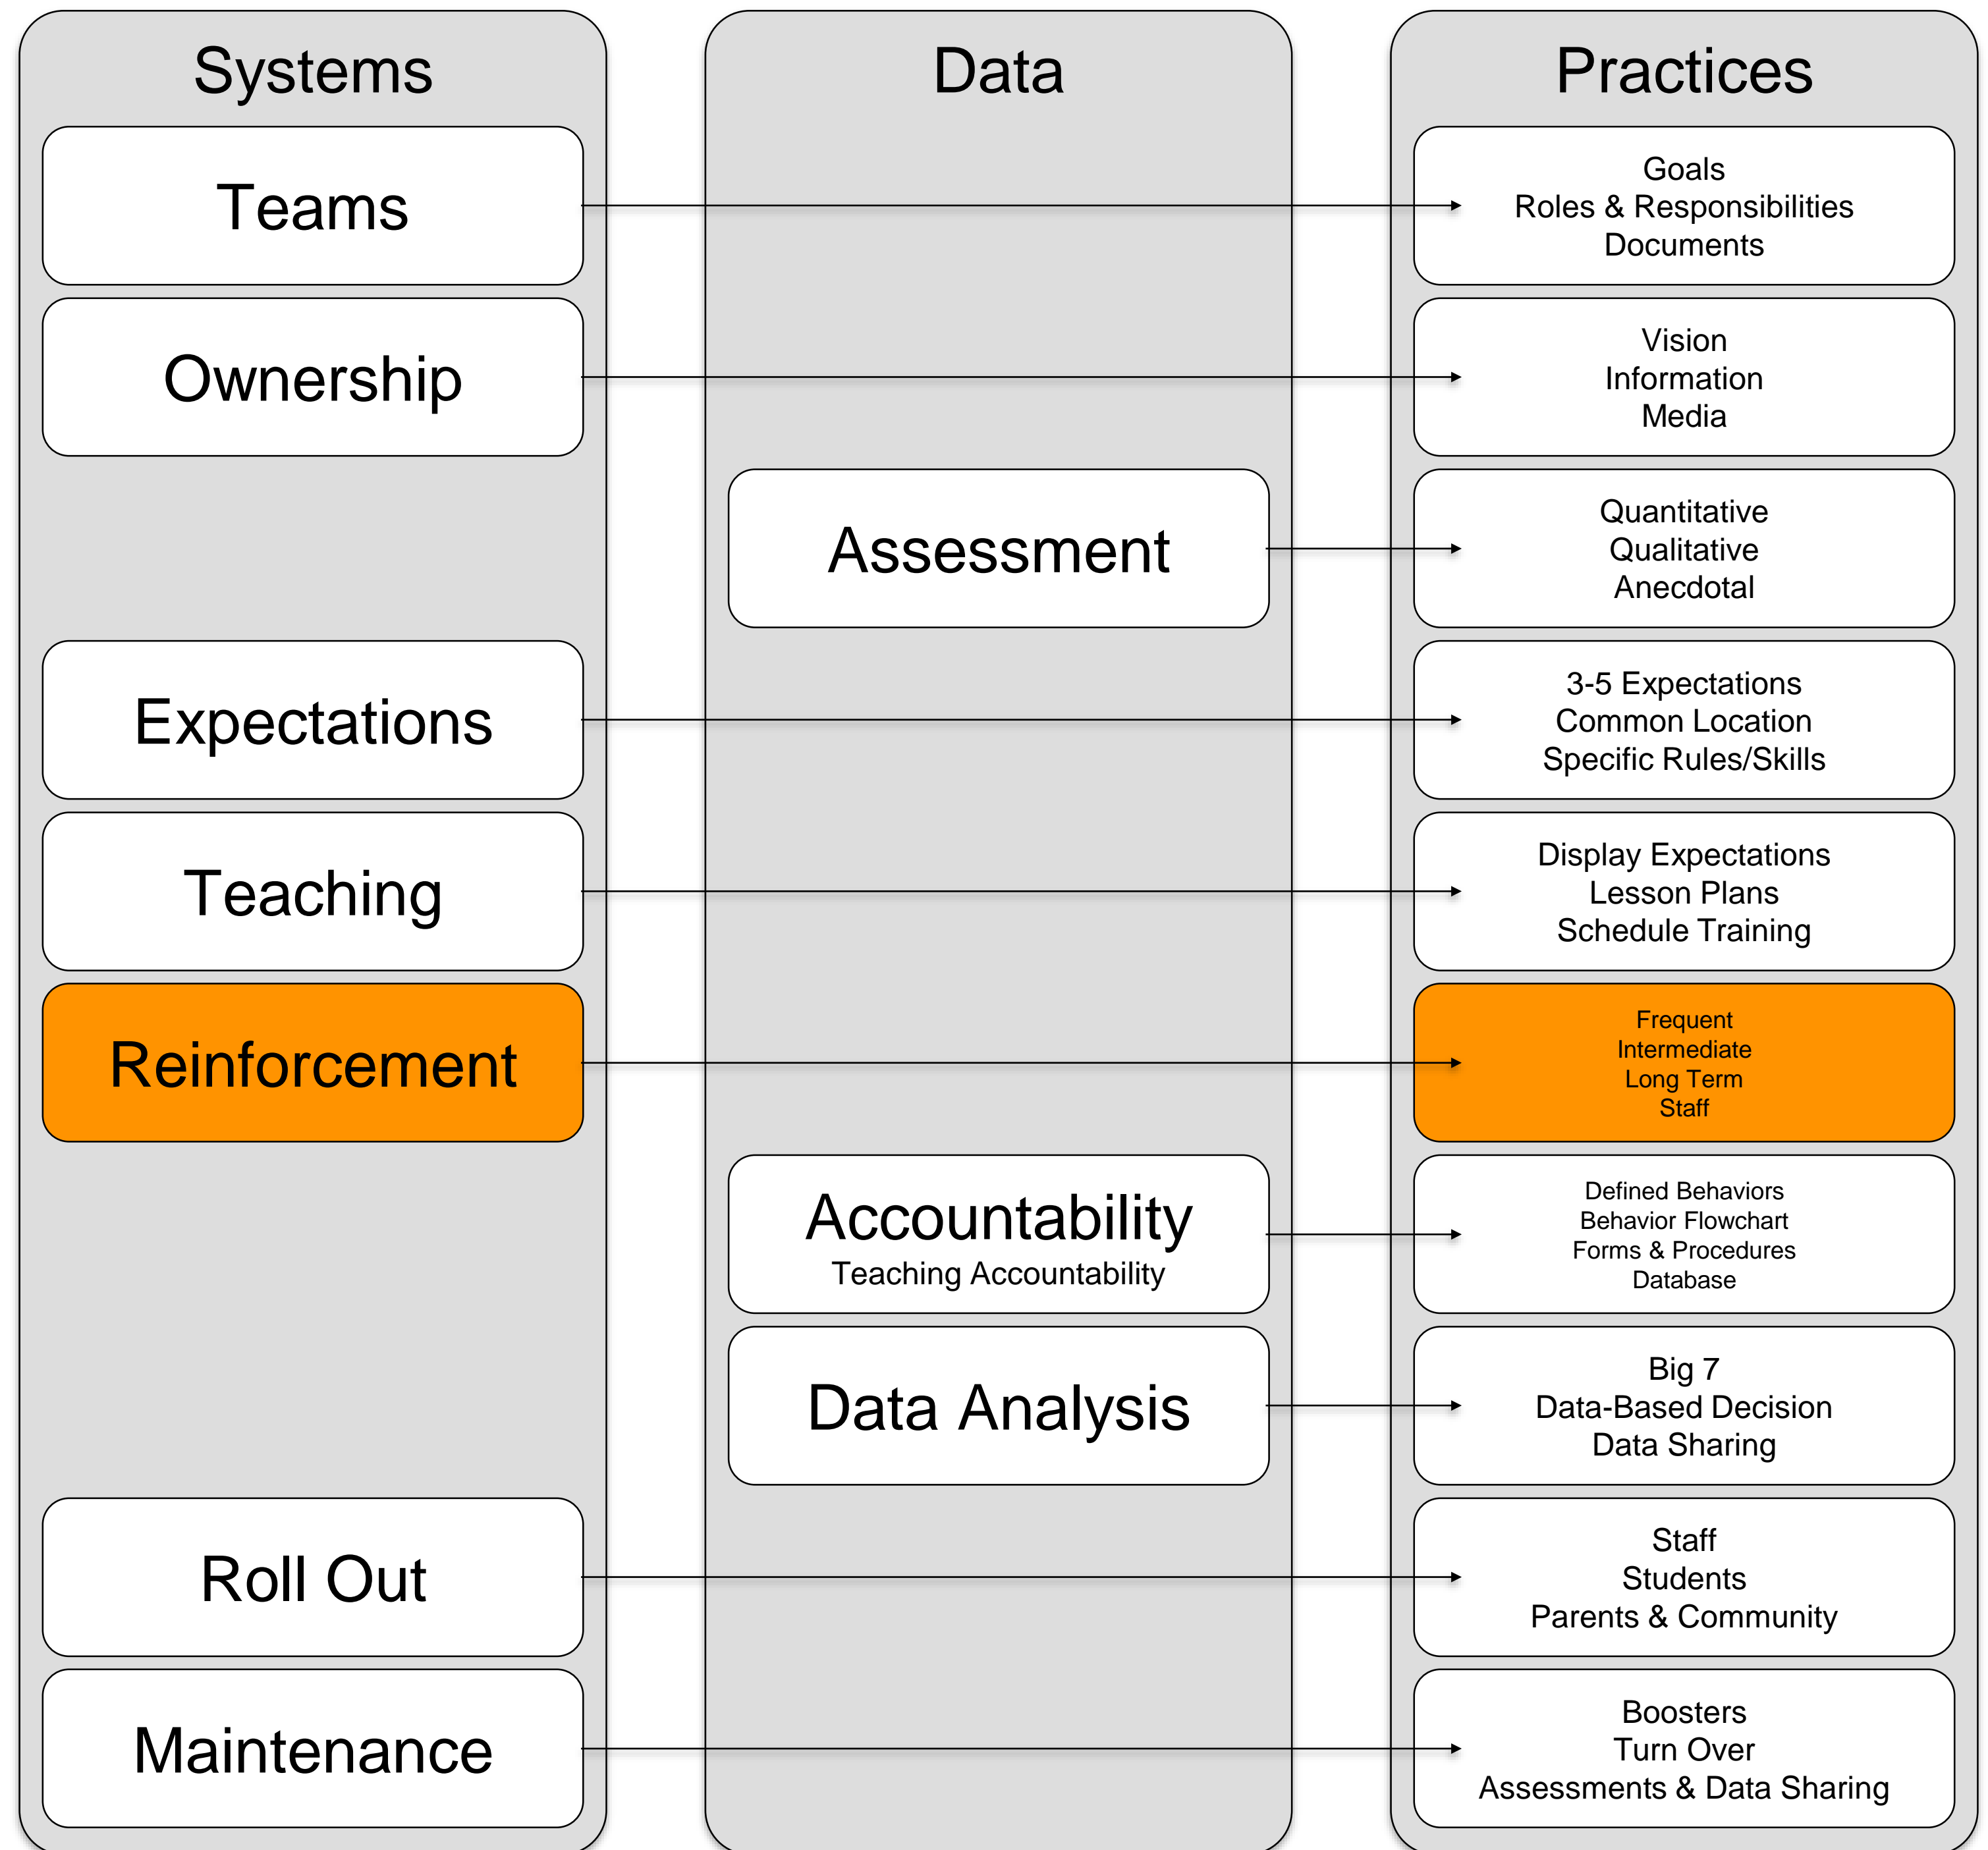 Systems
Data
Practices
Teams
Goals
Roles & Responsibilities
Documents
Ownership
Vision
Information
Media
Assessment
Quantitative
Qualitative
Anecdotal
Expectations
3-5 Expectations
Common Location
Specific Rules/Skills
Teaching
Display Expectations
Lesson Plans
Schedule Training
Reinforcement
Frequent
Intermediate
Long Term
Staff
Accountability
Teaching Accountability
Defined Behaviors
Behavior Flowchart
Forms & Procedures
Database
Data Analysis
Big 7
Data-Based Decision
Data Sharing
Roll Out
Staff
Students
Parents & Community
Maintenance
Boosters
Turn Over
Assessments & Data Sharing